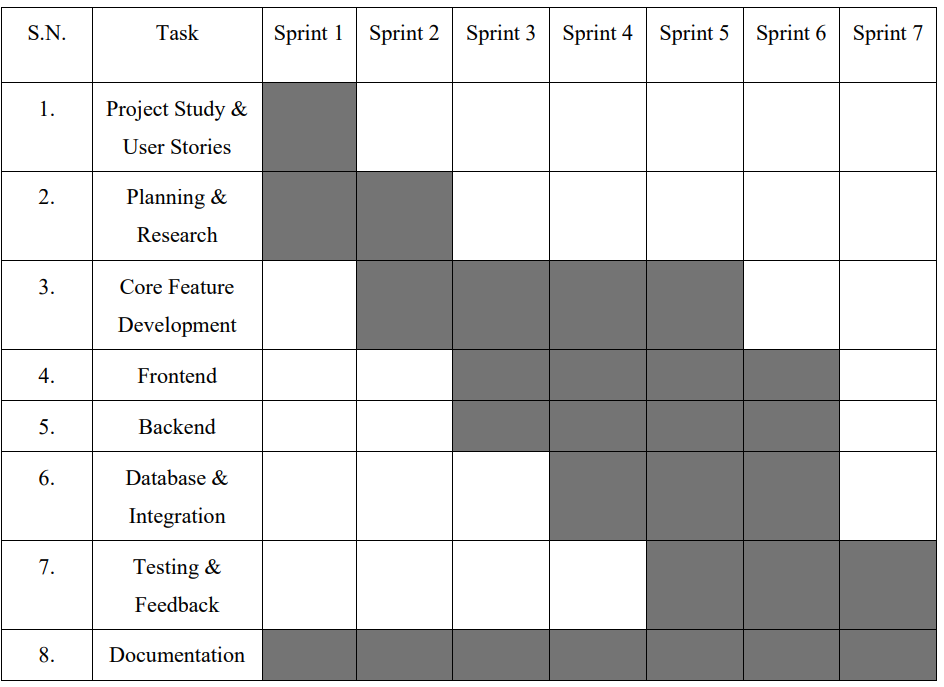 S.N. Task Sprint 1 Sprint 2 Sprint 3 Sprint 4 Sprint 5 Sprint 6 Sprint 7
1. Project Study &
User Stories
2. Planning &
Research
3. Core Feature
Development
4. Frontend
5. Backend
6. Database &
Integration
7. Testing &
Feedback
8. Documentation